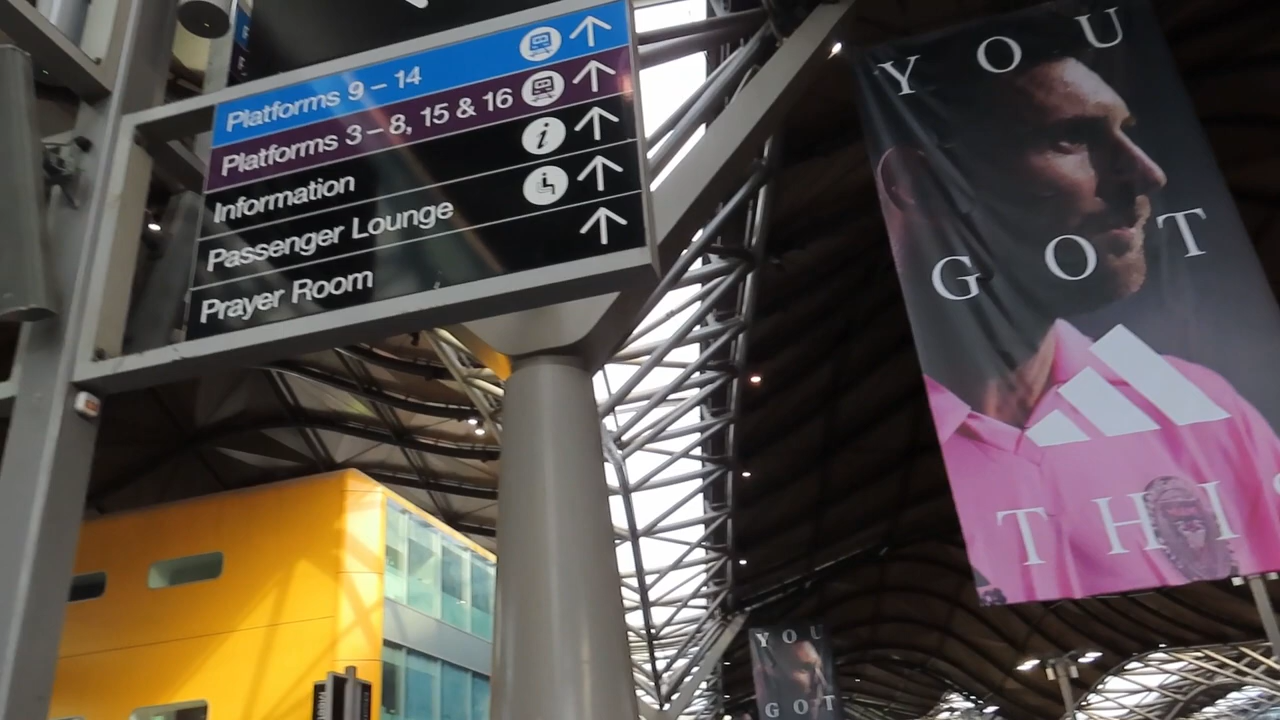 Platforms 9 – 14
Platforms 3 – 8, 15 & 16
Information
Passenger Lounge
Prayer Room
YOU
GOT
THIS
YOU
GOT